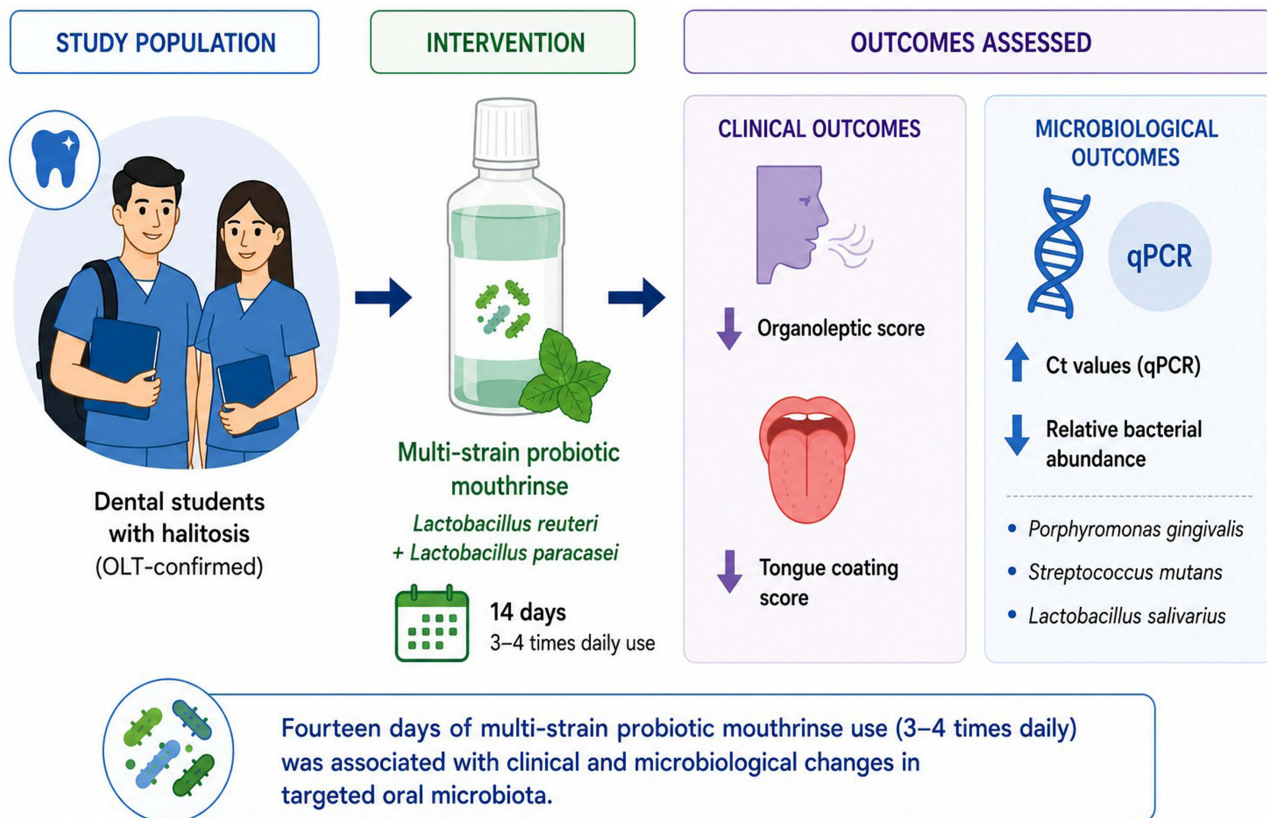 STUDY POPULATION
INTERVENTION
OUTCOMES ASSESSED
Dental students
with halitosis
(OLT-confirmed)
Multi-strain probiotic
mouthrinse
Lactobacillus reuteri
+ Lactobacillus paracasei
14 days
3–4 times daily use
CLINICAL OUTCOMES
Organoleptic score
Tongue coating
score
MICROBIOLOGICAL
OUTCOMES
qPCR
Ct values (qPCR)
Relative bacterial
abundance
• Porphyromonas gingivalis
• Streptococcus mutans
• Lactobacillus salivarius
Fourteen days of multi-strain probiotic mouthrinse use (3–4 times daily)
was associated with clinical and microbiological changes in
targeted oral microbiota.